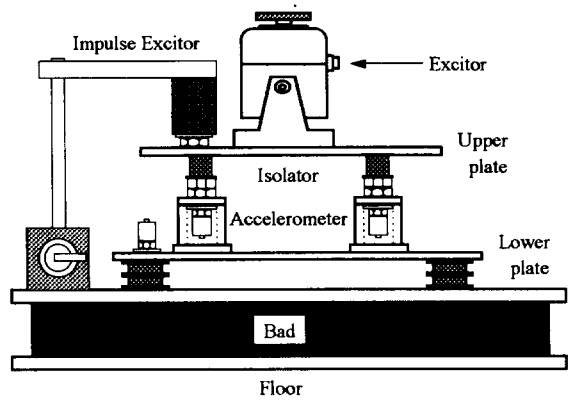 Impulse Excitor
Excitor
Upper
plate
Isolator
Accelerometer
Lower
plate
Bad
Floor